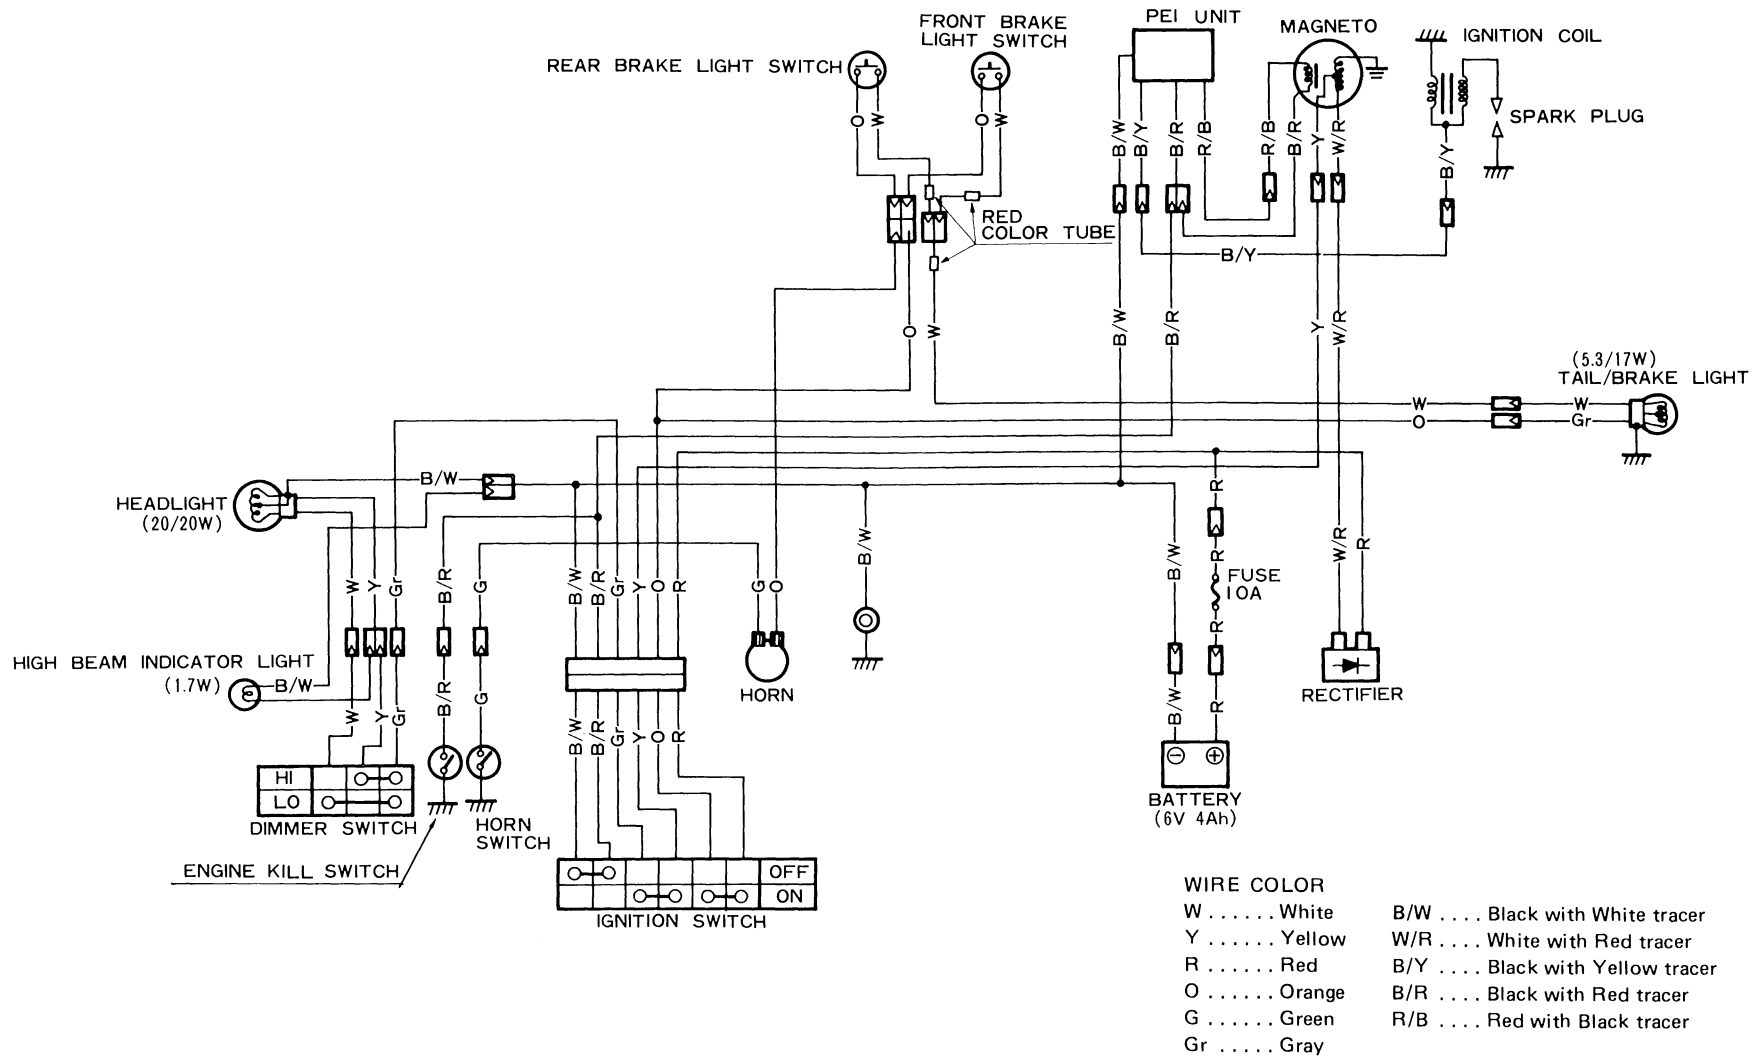 PEI UNIT
FRONT BRAKE
LIGHT SWITCH
MAGNETO
IGNITION COIL
REAR BRAKE LIGHT SWITCH
SPARK PLUG
O
W
O
W
B/W
B/Y
B/R
R/B
R/B
B/R
Y
W/R
B/Y
RED
COLOR TUBE
B/Y
O
W
B/W
B/R
Y
W/R
(5.3/17W)
TAIL/BRAKE LIGHT
W
W
O
Gr
B/W
R
HEADLIGHT
(20/20W)
B/W
B/W
R
W/R
R
FUSE
10A
W
Y
Gr
B/R
G
B/W
B/R
Gr
Y
O
R
G
O
R
HIGH BEAM INDICATOR LIGHT
(1.7W)
B/W
HORN
RECTIFIER
W
Y
Gr
B/R
G
B/W
B/R
Gr
Y
O
R
B/W
R
HI
LO
DIMMER SWITCH
HORN
SWITCH
BATTERY
(6V 4Ah)
ENGINE KILL SWITCH
OFF
ON
IGNITION SWITCH
WIRE COLOR
W ...... White
Y ...... Yellow
R ...... Red
O ...... Orange
G ...... Green
Gr ..... Gray
B/W .... Black with White tracer
W/R .... White with Red tracer
B/Y .... Black with Yellow tracer
B/R .... Black with Red tracer
R/B .... Red with Black tracer